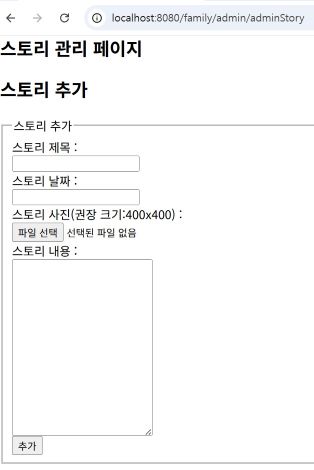 localhost:8080/family/admin/adminStory
스토리 관리 페이지
스토리 추가
스토리 추가
스토리 제목 :
스토리 날짜 :
스토리 사진(권장 크기:400x400) :
파일 선택 선택된 파일 없음
스토리 내용 :
추가